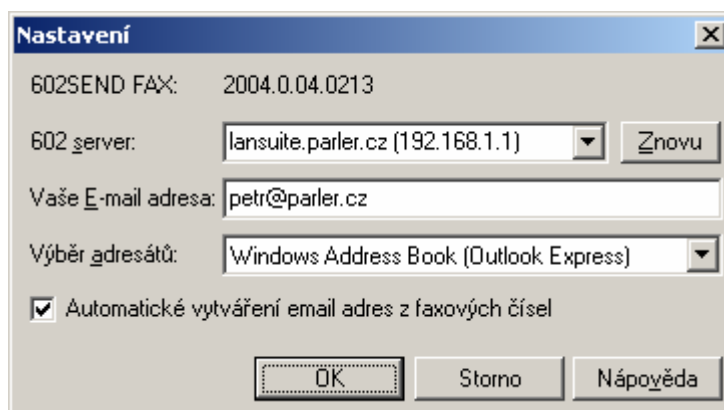 Nastavení
602SEND FAX: 2004.0.04.0213
602 server: lansuite.parler.cz (192.168.1.1) Znovu
Vaše E-mail adresa: petr@parler.cz
Výběr adresátů: Windows Address Book (Outlook Express)
Automatické vytváření email adres z faxových čísel
OK Storno Nápověda